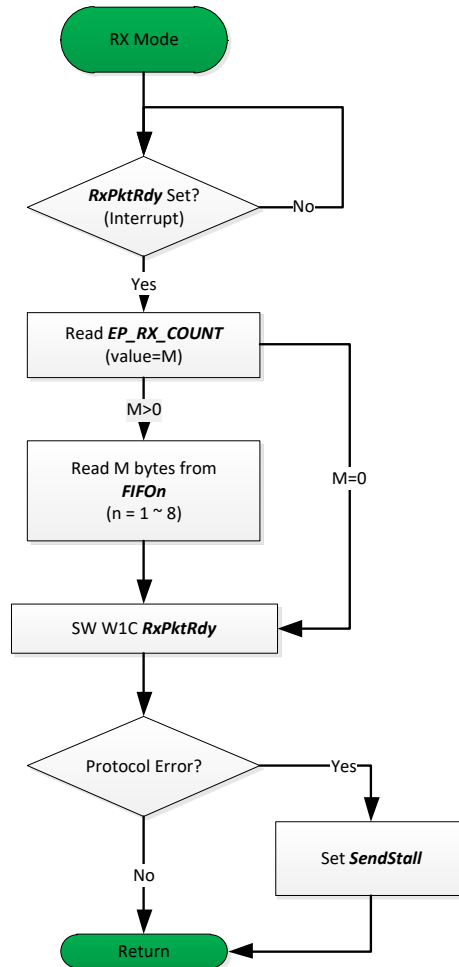 RX Mode
RxPktRdy Set?
(Interrupt)
No
Yes
Read EP_RX_COUNT
(value=M)
M>0
Read M bytes from
FIFOn
(n = 1 ~ 8)
M=0
SW W1C RxPktRdy
Protocol Error?
Yes
Set SendStall
No
Return